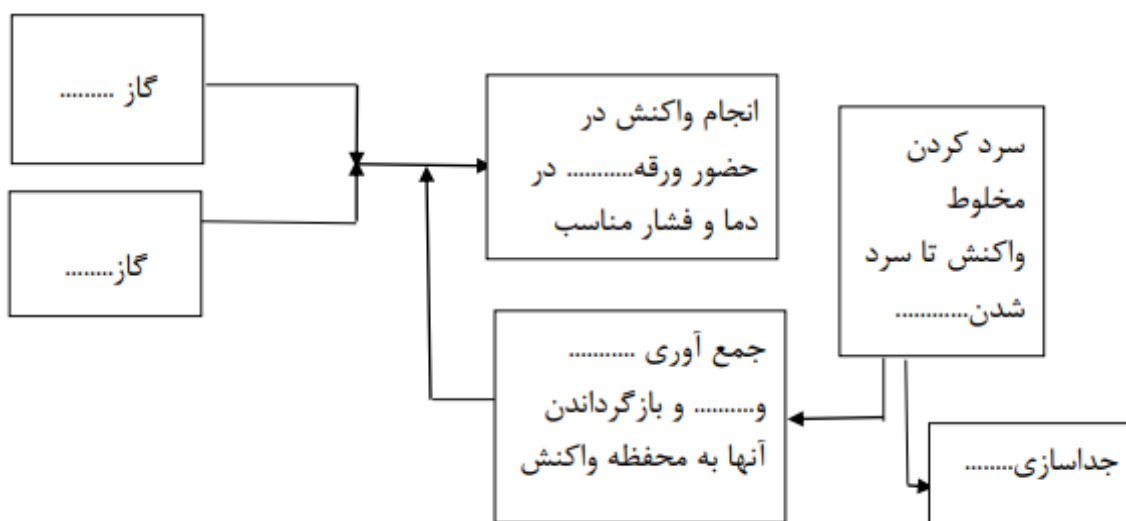 گاز .........
گاز........
انجام واکنش در
حضور ورقه........... در
دما و فشار مناسب
سرد کردن
مخلوط
واکنش تا سرد
شدن............
جمع آوری ...........
و.......... و بازگرداندن
آنها به محفظه واکنش
جداسازی........